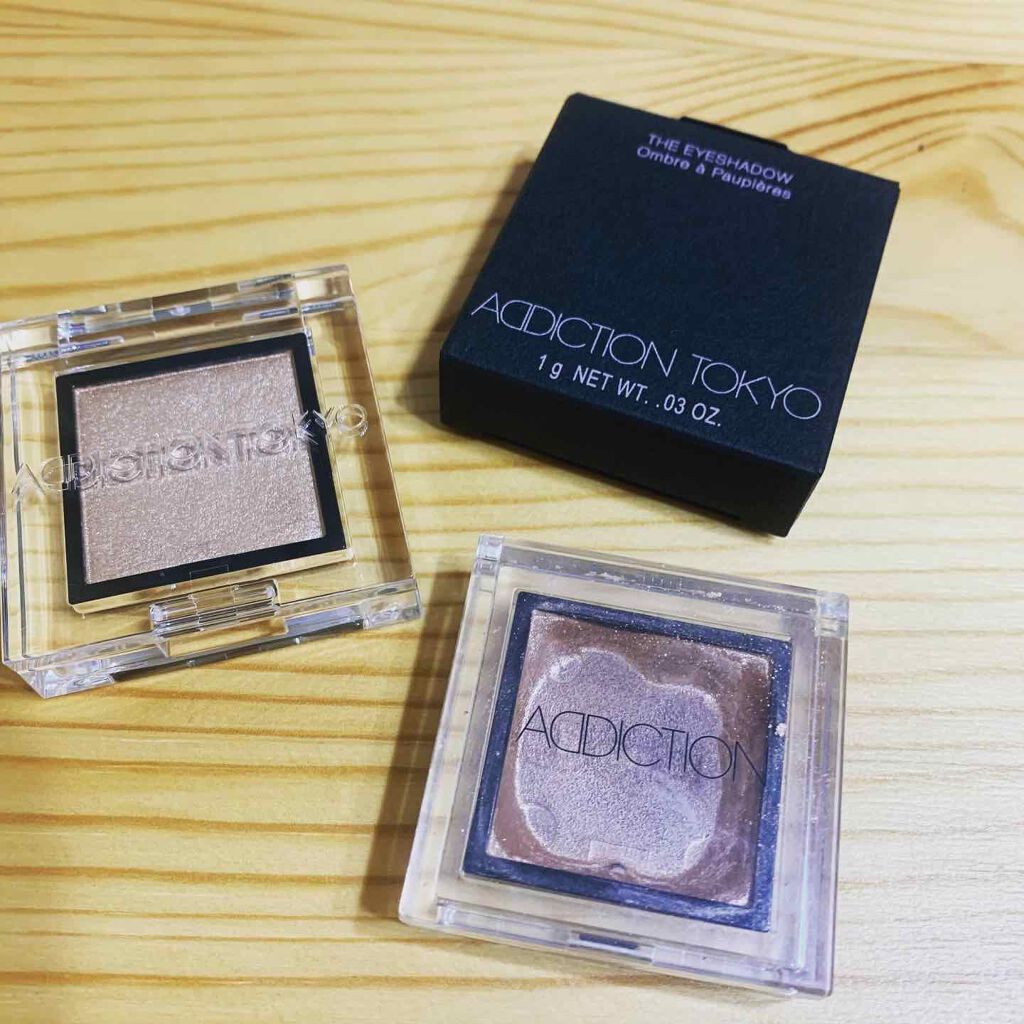 THE EYESHADOW
Ombre à Paupières
ADDICTION TOKYO
1 g NET WT. .03 OZ.
ADDICTION TOKYO
ADDICTION